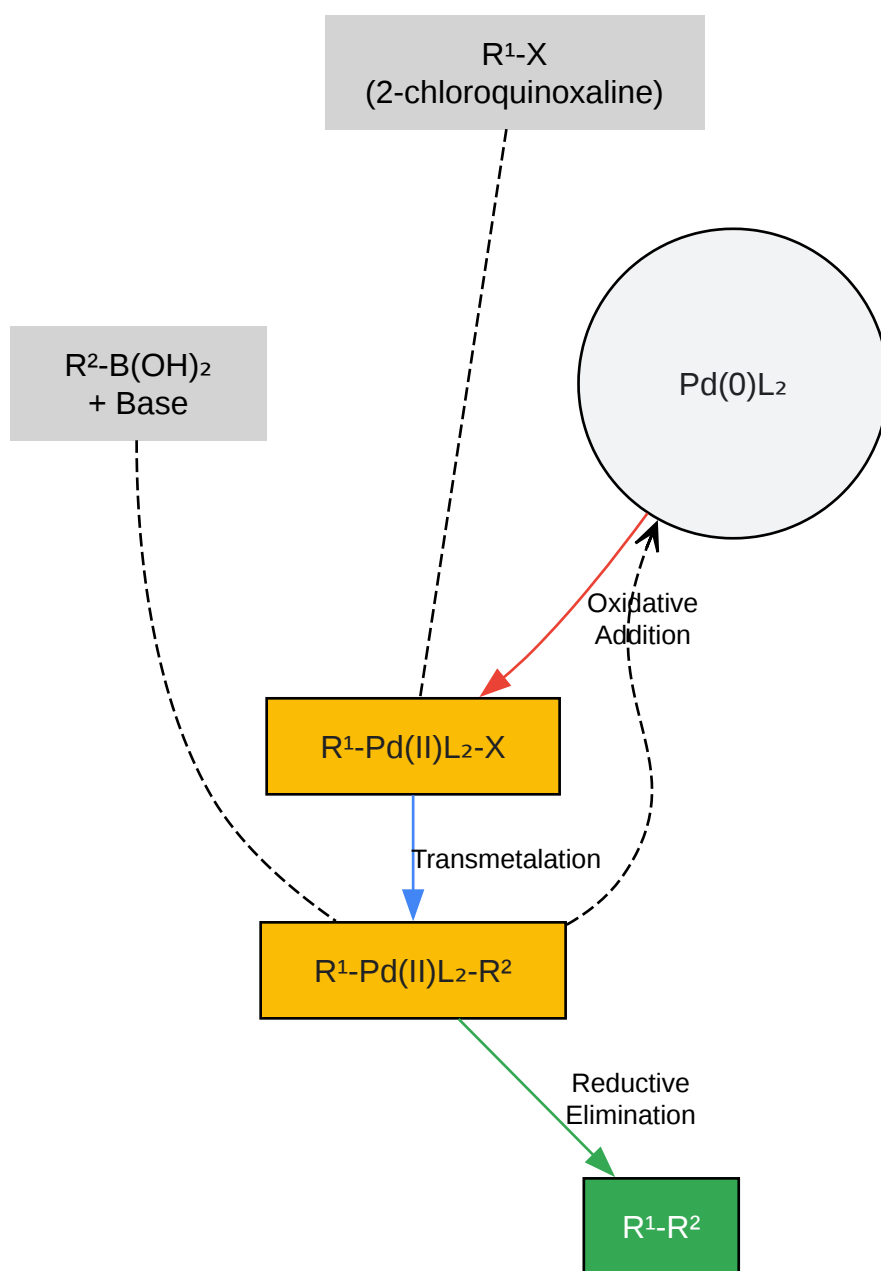 R¹-X
(2-chloroquinoxaline)
R²-B(OH)₂
+ Base
Pd(0)L₂
Oxidative
Addition
R¹-Pd(II)L₂-X
Transmetalation
R¹-Pd(II)L₂-R²
Reductive
Elimination
R¹-R²